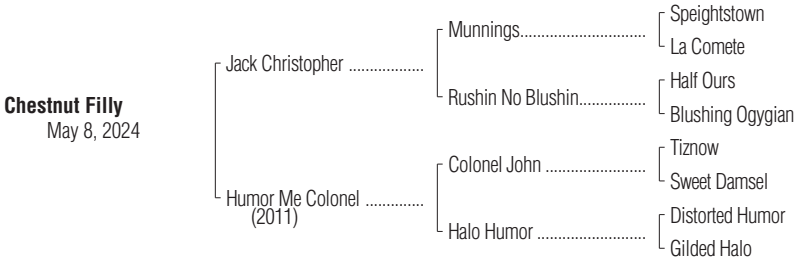 Speightstown
Munnings..............................
La Comete
Jack Christopher ..................
Half Ours
Rushin No Blushin................
Blushing Ogygian
Chestnut Filly
May 8, 2024
Tiznow
Colonel John ........................
Sweet Damsel
Humor Me Colonel ..............
(2011)
Distorted Humor
Halo Humor ..........................
Gilded Halo